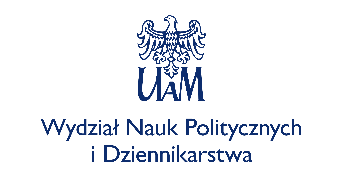 UAM
Wydział Nauk Politycznych
i Dziennikarstwa